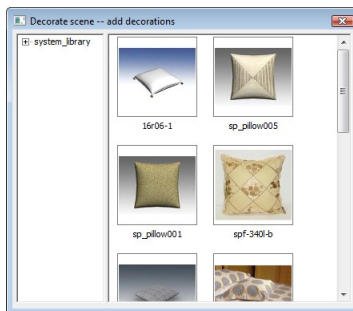 Decorate scene -- add decorations
system_library
16r06-1
sp_pillow005
sp_pillow001
spf-340l-b